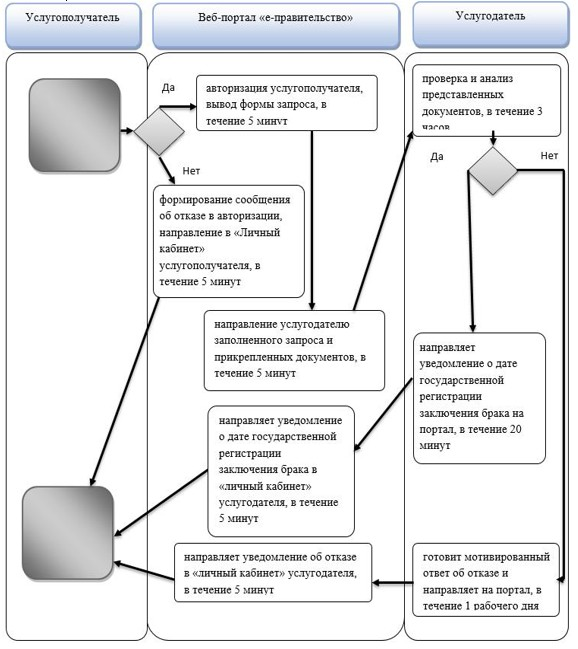 Услугополучатель
Веб-портал «е-правительство»
Услугодатель
Да
авторизация услугополучателя,
вывод формы запроса, в
течение 5 минут
проверка и анализ
представленных
документов, в течение 3
часов
Да
Нет
Нет
формирование сообщения
об отказе в авторизации,
направление в «Личный
кабинет»
услугополучателя, в
течение 5 минут
направление услугодателю
заполненного запроса и
прикрепленных документов, в
течение 5 минут
направляет
уведомление о дате
государственной
регистрации
заключения брака на
портал, в течение 20
минут
направляет уведомление
о дате государственной
регистрации
заключения брака в
«личный кабинет»
услугодателя, в течение
5 минут
направляет уведомление об отказе
в «личный кабинет» услугодателя,
в течение 5 минут
готовит мотивированный
ответ об отказе и
направляет на портал, в
течение 1 рабочего дня